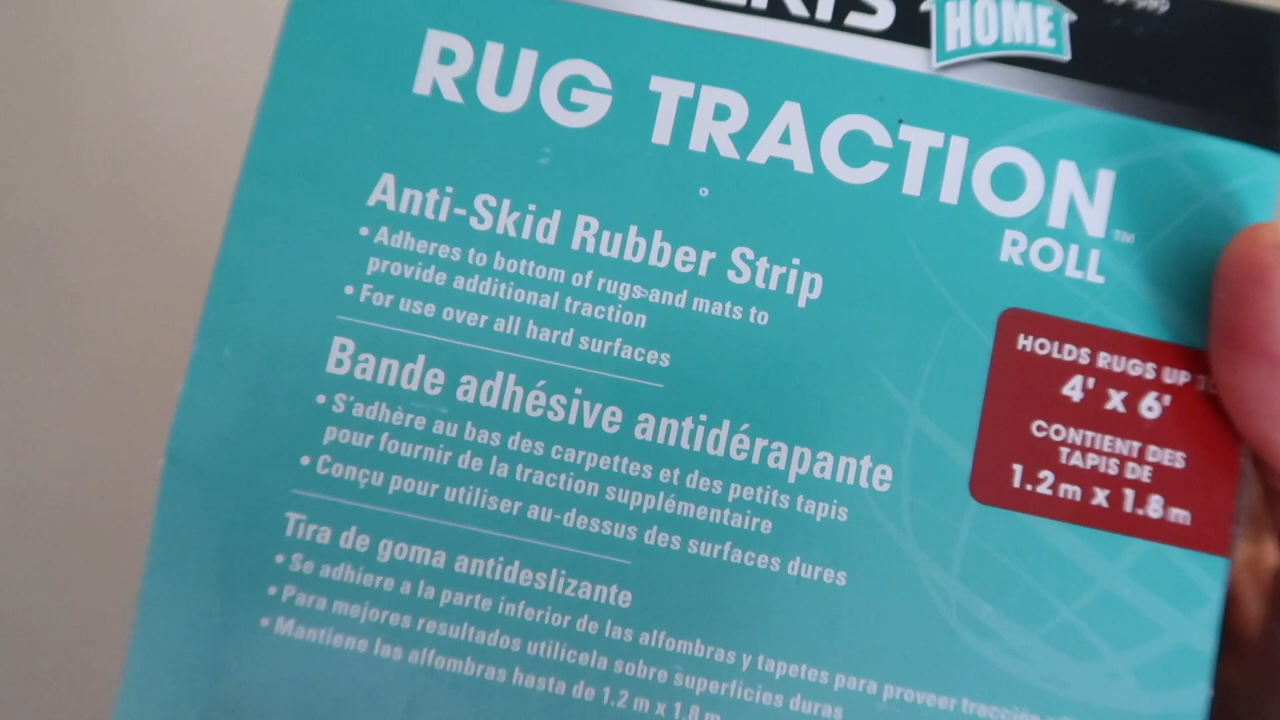 HOME
RUG TRACTION™
ROLL
Anti-Skid Rubber Strip
• Adheres to bottom of rugs and mats to
provide additional traction
• For use over all hard surfaces
Bande adhésive antidérapante
• S'adhère au bas des carpettes et des petits tapis
pour fournir de la traction supplémentaire
• Conçu pour utiliser au-dessus des surfaces dures
Tira de goma antideslizante
• Se adhiere a la parte inferior de las alfombras y tapetes para proveer
• Para mejores resultados utilícela sobre superficies duras
• Mantiene las alfombras hasta de 1.2 m x 1.8 m
HOLDS RUGS UP
4' x 6'
CONTIENT DES
TAPIS DE
1.2 m x 1.8 m